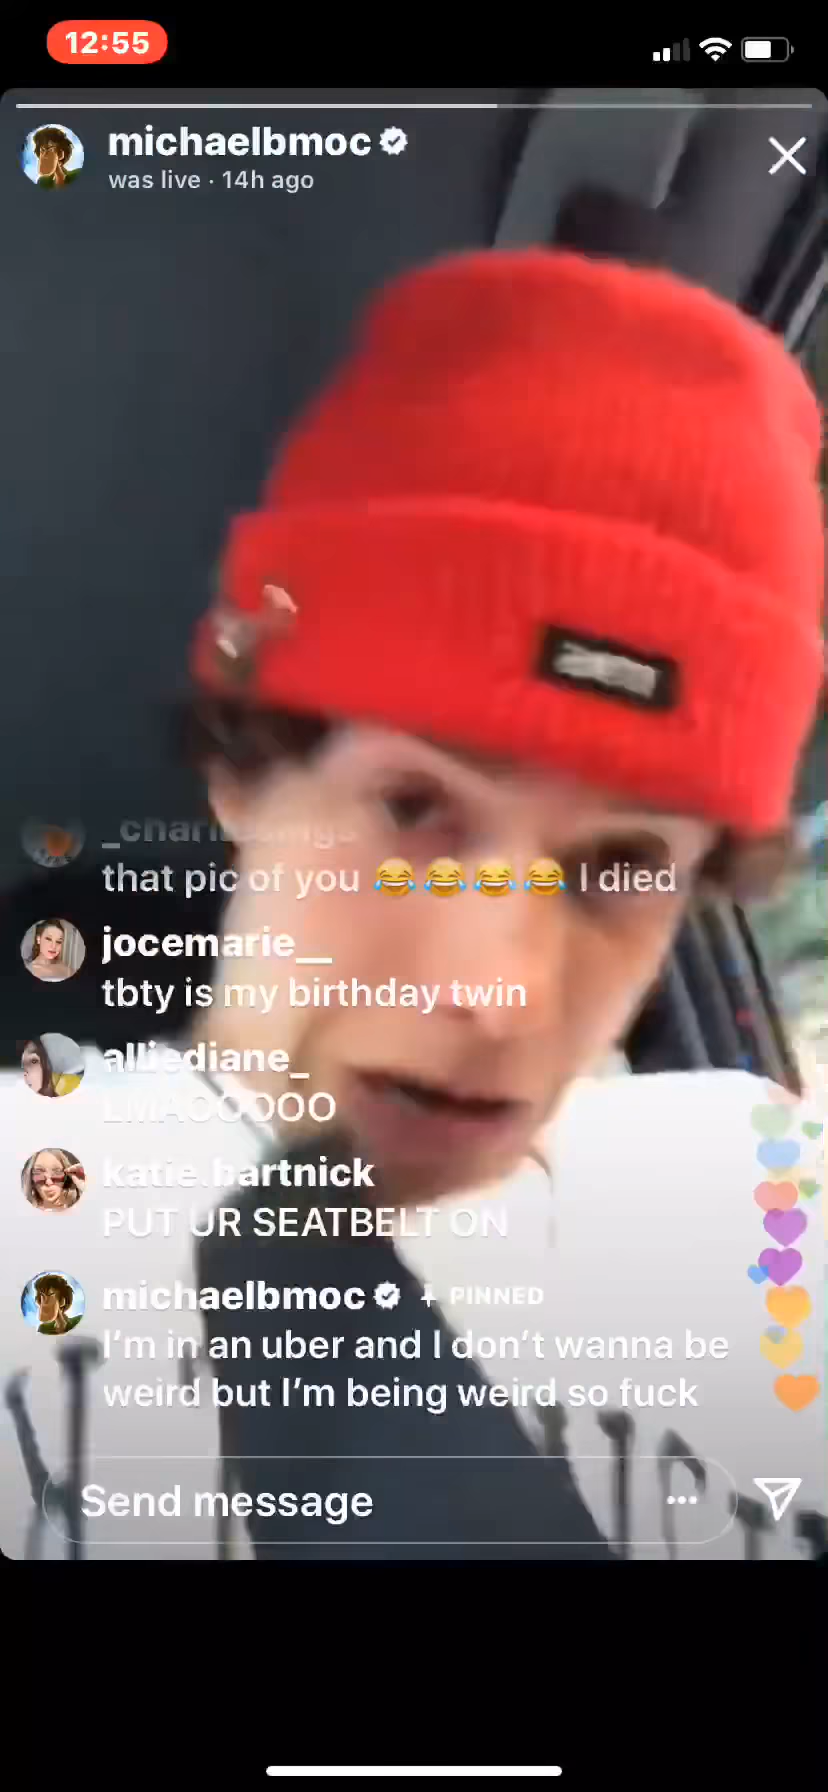 12:55
michaelbmoc
was live · 14h ago
that pic of you 😂😂😂😂 I died
jocemarie__
tbty is my birthday twin
alliediane_
LMAOOOOO
katie.bartnick
PUT UR SEATBELT ON
michaelbmoc PINNED
I'm in an uber and I don't wanna be
weird but I'm being weird so fuck
Send message